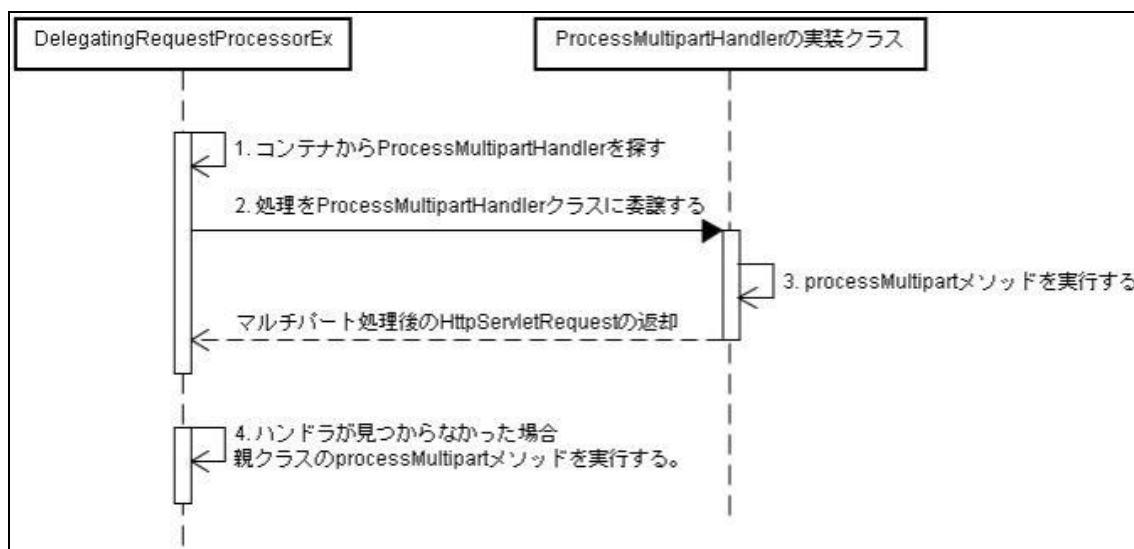 DelegatingRequestProcessorEx
ProcessMultipartHandlerの実装クラス
1. コンテナからProcessMultipartHandlerを探す
2. 処理をProcessMultipartHandlerクラスに委譲する
3. processMultipartメソッドを実行する
マルチパート処理後のHttpServletRequestの返却
4. ハンドラが見つからなかった場合
親クラスのprocessMultipartメソッドを実行する。